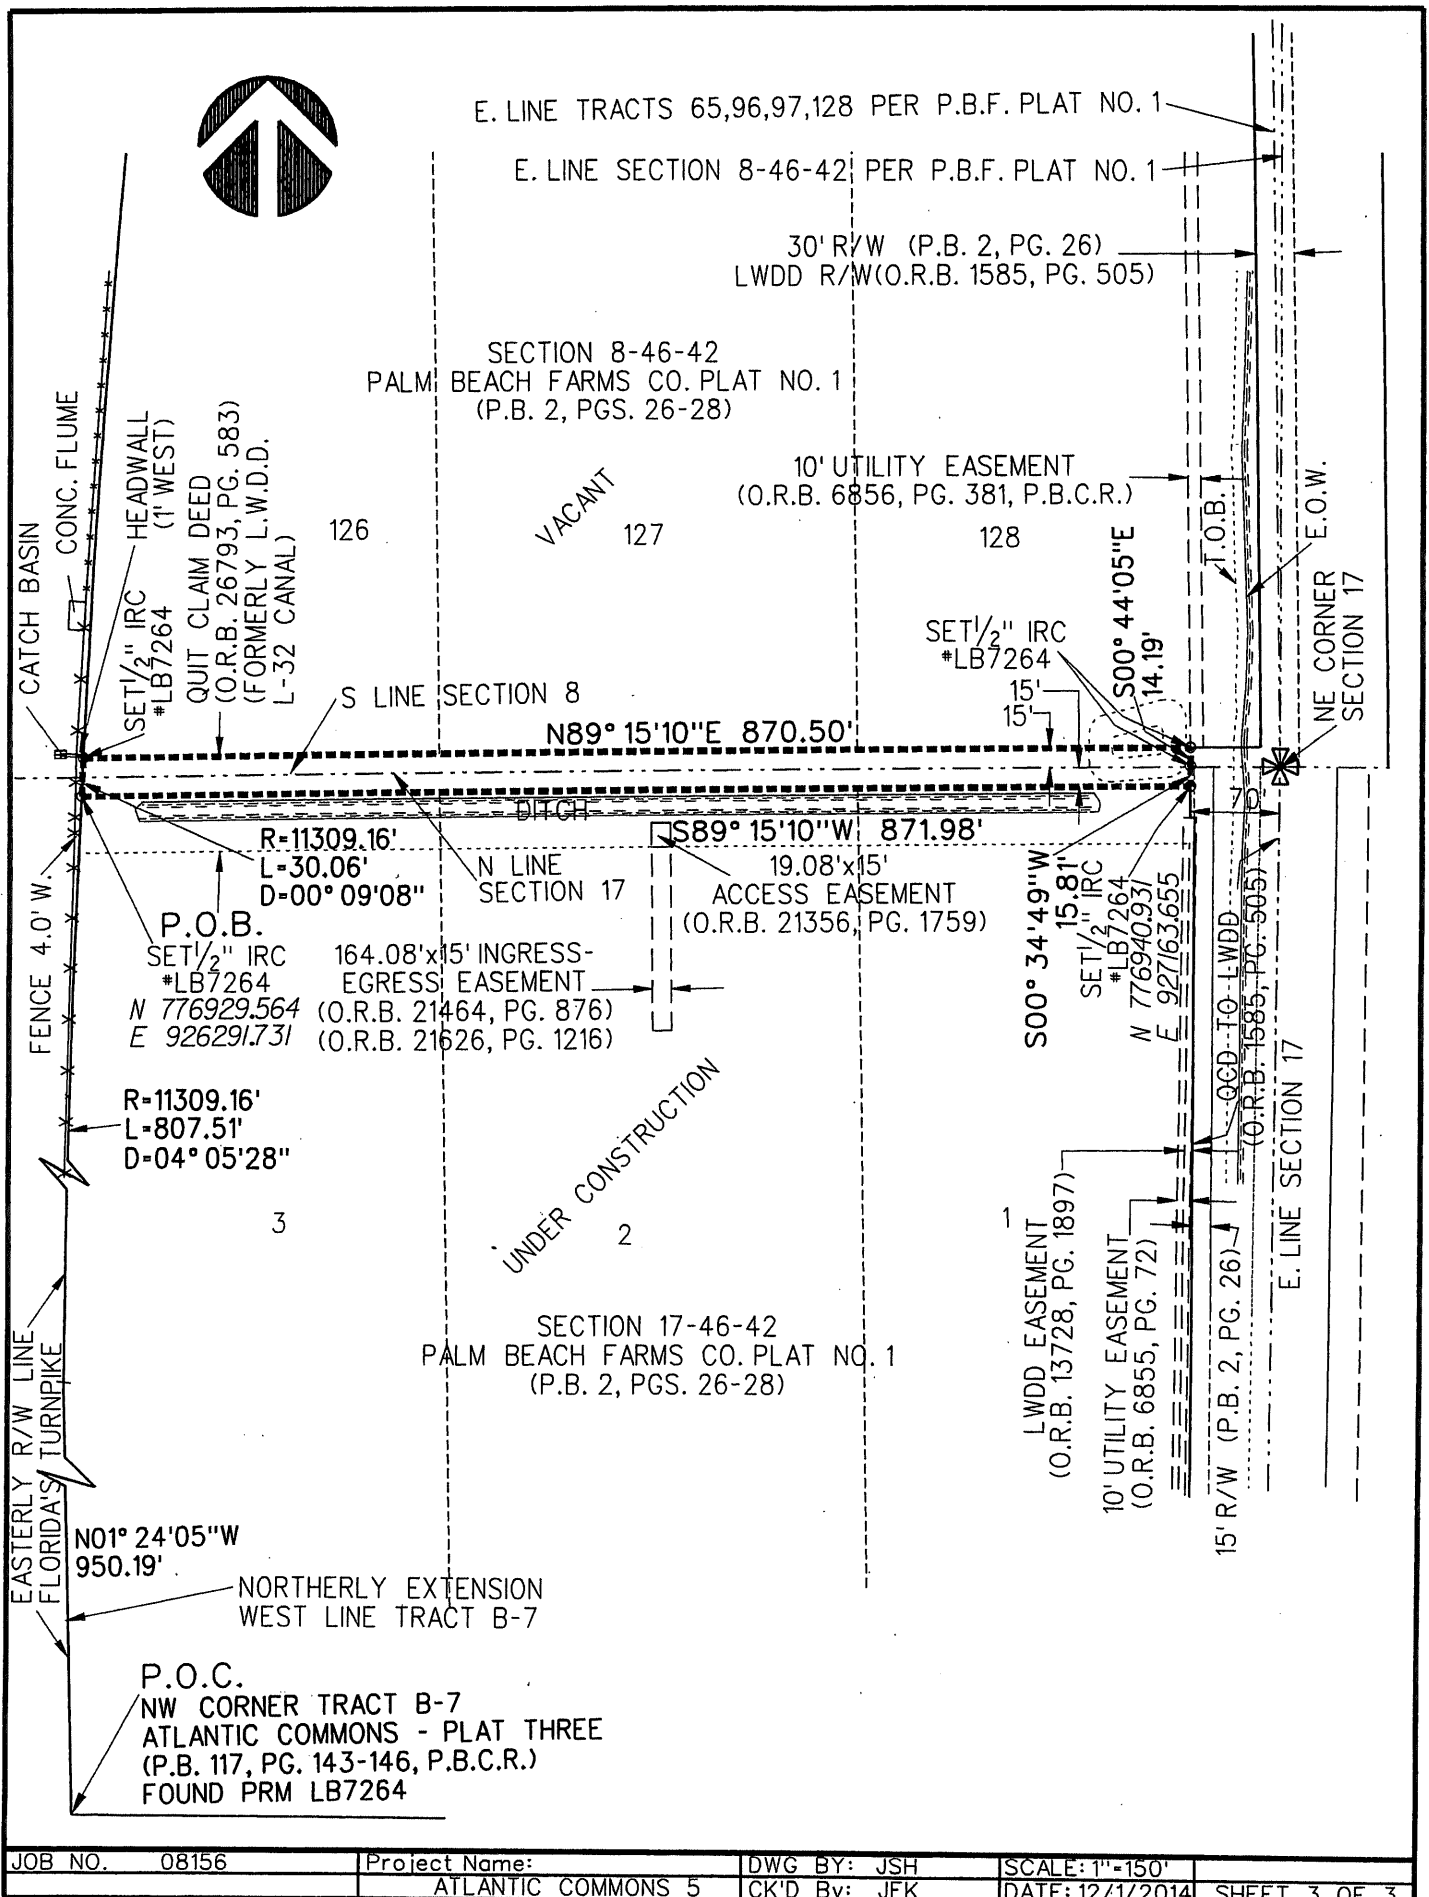 E. LINE TRACTS 65,96,97,128 PER P.B.F. PLAT NO. 1
E. LINE SECTION 8-46-42 PER P.B.F. PLAT NO. 1
30' R/W (P.B. 2, PG. 26)
LWDD R/W(O.R.B. 1585, PG. 505)
SECTION 8-46-42
PALM BEACH FARMS CO. PLAT NO. 1
(P.B. 2, PGS. 26-28)
10' UTILITY EASEMENT
(O.R.B. 6856, PG. 381, P.B.C.R.)
CATCH BASIN
CONC. FLUME
HEADWALL
(1' WEST)
SET 1/2" IRC
#LB7264
QUIT CLAIM DEED
(O.R.B. 26793, PG. 583)
(FORMERLY L.W.D.D.
L-32 CANAL)
126
VACANT
127
128
T.O.B.
E.O.W.
S00°44'05"E
14.19'
SET 1/2" IRC
#LB7264
NE CORNER
SECTION 17
15'
15'
S LINE SECTION 8
N89°15'10"E 870.50'
70'
DITCH
R=11309.16'
L=30.06'
D=00°09'08"
N LINE
SECTION 17
S89°15'10"W 871.98'
19.08'x15'
ACCESS EASEMENT
(O.R.B. 21356, PG. 1759)
S00°34'49"W
15.81'
SET 1/2" IRC
#LB7264
N 776940.931
E 927163.655
FENCE 4.0' W.
P.O.B.
SET 1/2" IRC
#LB7264
N 776929.564
E 926291.731
164.08'x15' INGRESS-
EGRESS EASEMENT
(O.R.B. 21464, PG. 876)
(O.R.B. 21626, PG. 1216)
QCD TO LWDD
(O.R.B. 1585, PG. 505)
E. LINE SECTION 17
R=11309.16'
L=807.51'
D=04°05'28"
UNDER CONSTRUCTION
3
2
1
SECTION 17-46-42
PALM BEACH FARMS CO. PLAT NO. 1
(P.B. 2, PGS. 26-28)
LWDD EASEMENT
(O.R.B. 13728, PG. 1897)
10' UTILITY EASEMENT
(O.R.B. 6855, PG. 72)
15' R/W (P.B. 2, PG. 26)
EASTERLY R/W LINE
FLORIDA'S TURNPIKE
N01°24'05"W
950.19'
NORTHERLY EXTENSION
WEST LINE TRACT B-7
P.O.C.
NW CORNER TRACT B-7
ATLANTIC COMMONS - PLAT THREE
(P.B. 117, PG. 143-146, P.B.C.R.)
FOUND PRM LB7264
JOB NO. 08156
Project Name:
ATLANTIC COMMONS 5
DWG BY: JSH
CK'D By: JEK
SCALE: 1"=150'
DATE: 12/1/2014
SHEET 3 OF 3